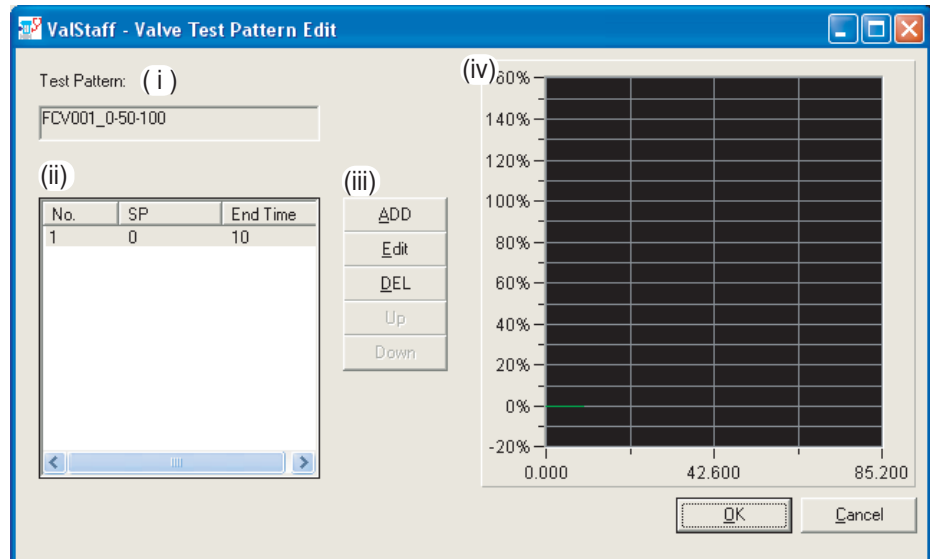 ValStaff - Valve Test Pattern Edit
Test Pattern: (i)
FCV001_0-50-100
(ii)
No. SP End Time
1 0 10
(iii)
ADD
Edit
DEL
Up
Down
(iv)
60%
140%
120%
100%
80%
60%
40%
20%
0%
-20%
0.000 42.600 85.200
OK Cancel